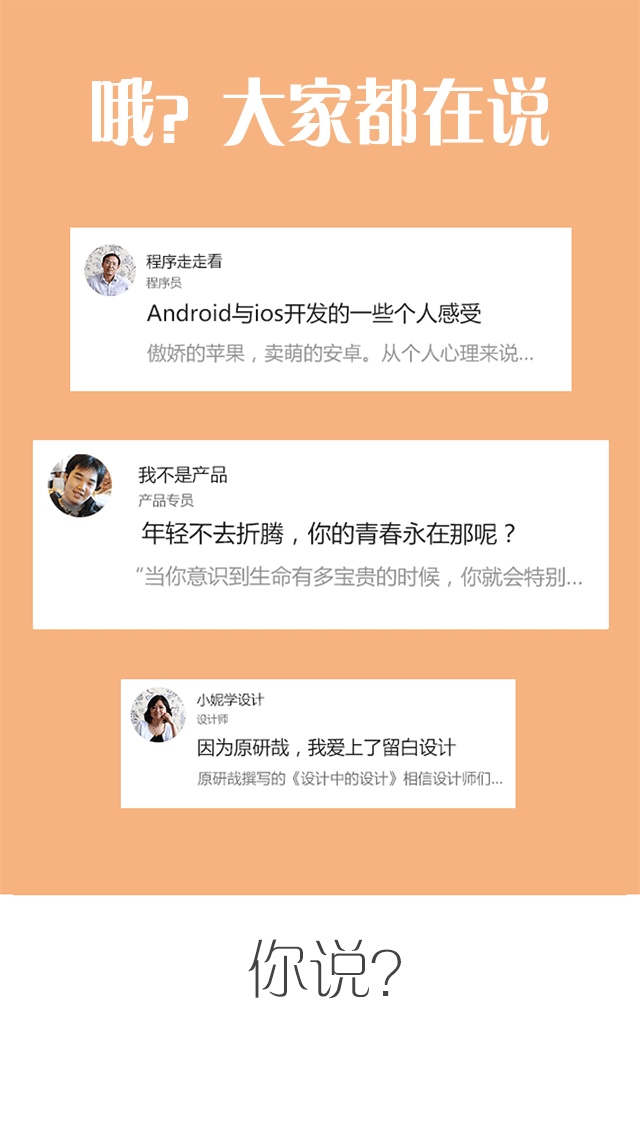 哦? 大家都在说
程序走走看
程序员
Android与ios开发的一些个人感受
傲娇的苹果，卖萌的安卓。从个人心理来说...
我不是产品
产品专员
年轻不去折腾，你的青春永在那呢？
“当你意识到生命有多宝贵的时候，你就会特别...
小妮学设计
设计师
因为原研哉，我爱上了留白设计
原研哉撰写的《设计中的设计》相信设计师们...
你说?